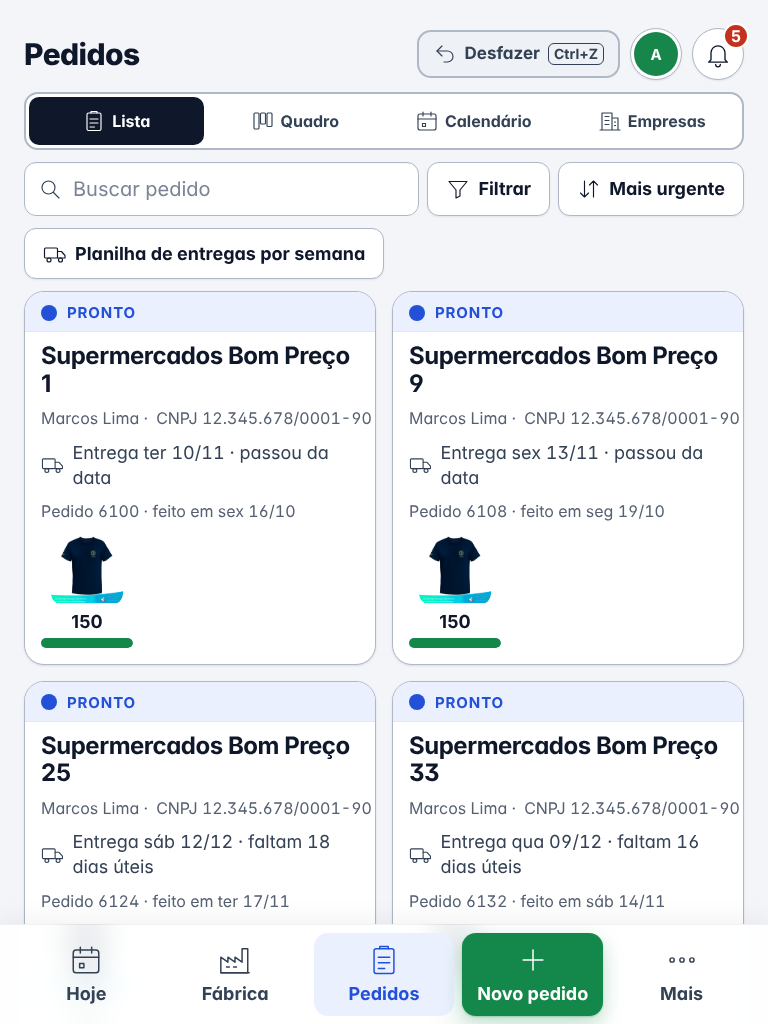 Pedidos
Desfazer Ctrl+Z
A
5
Lista
Quadro
Calendário
Empresas
Buscar pedido
Filtrar
Mais urgente
Planilha de entregas por semana
PRONTO
Supermercados Bom Preço
1
Marcos Lima · CNPJ 12.345.678/0001-90
Entrega ter 10/11 · passou da
data
Pedido 6100 · feito em sex 16/10
150
PRONTO
Supermercados Bom Preço
9
Marcos Lima · CNPJ 12.345.678/0001-90
Entrega sex 13/11 · passou da
data
Pedido 6108 · feito em seg 19/10
150
PRONTO
Supermercados Bom Preço
25
Marcos Lima · CNPJ 12.345.678/0001-90
Entrega sáb 12/12 · faltam 18
dias úteis
Pedido 6124 · feito em ter 17/11
PRONTO
Supermercados Bom Preço
33
Marcos Lima · CNPJ 12.345.678/0001-90
Entrega qua 09/12 · faltam 16
dias úteis
Pedido 6132 · feito em sáb 14/11
Hoje
Fábrica
Pedidos
Novo pedido
Mais